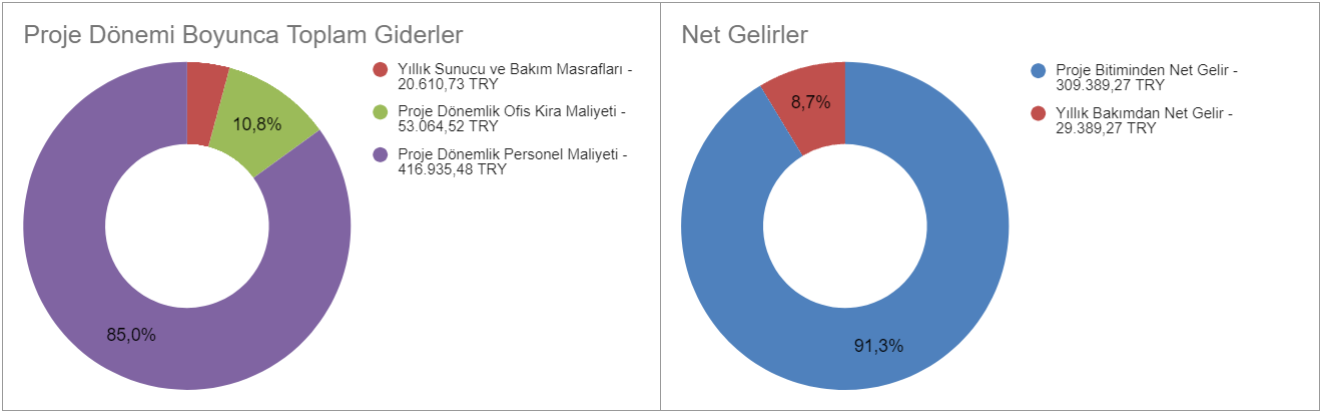 Proje Dönemi Boyunca Toplam Giderler
Yıllık Sunucu ve Bakım Masrafları -
20.610,73 TRY
Proje Dönemlik Ofis Kira Maliyeti -
53.064,52 TRY
Proje Dönemlik Personel Maliyeti -
416.935,48 TRY
10,8%
85,0%
Net Gelirler
Proje Bitiminden Net Gelir -
309.389,27 TRY
Yıllık Bakımdan Net Gelir -
29.389,27 TRY
8,7%
91,3%